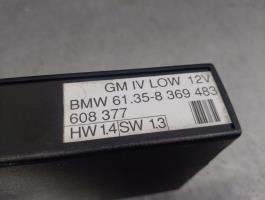 GM IV LOW 12V
BMW 61.35-8 369 483
608 377
HW 1.4 SW 1.3